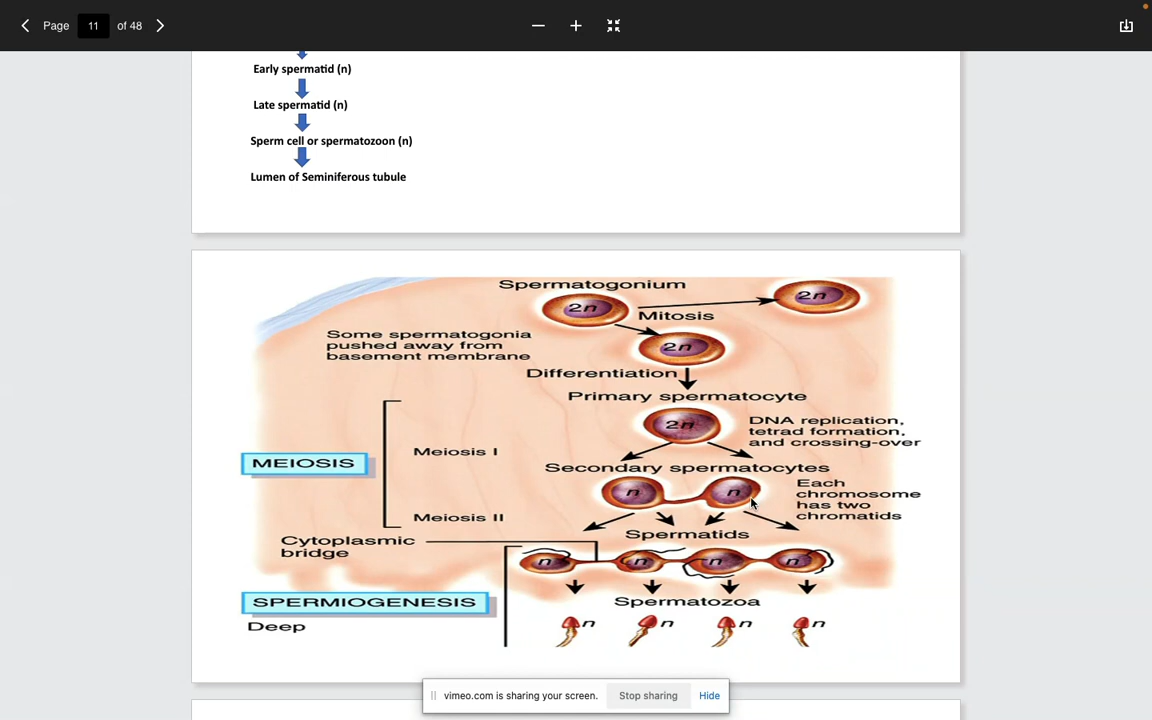 Page 11 of 48
Early spermatid (n)
Late spermatid (n)
Sperm cell or spermatozoon (n)
Lumen of Seminiferous tubule
Spermatogonium
2n
2n
Mitosis
Some spermatogonia
pushed away from
basement membrane
2n
Differentiation
Primary spermatocyte
2n
DNA replication,
tetrad formation,
and crossing-over
Meiosis I
MEIOSIS
Secondary spermatocytes
n
n
Each
chromosome
has two
chromatids
Meiosis II
Spermatids
Cytoplasmic
bridge
n
n
n
n
SPERMIOGENESIS
Spermatozoa
Deep
n
n
n
n
vimeo.com is sharing your screen.
Stop sharing
Hide